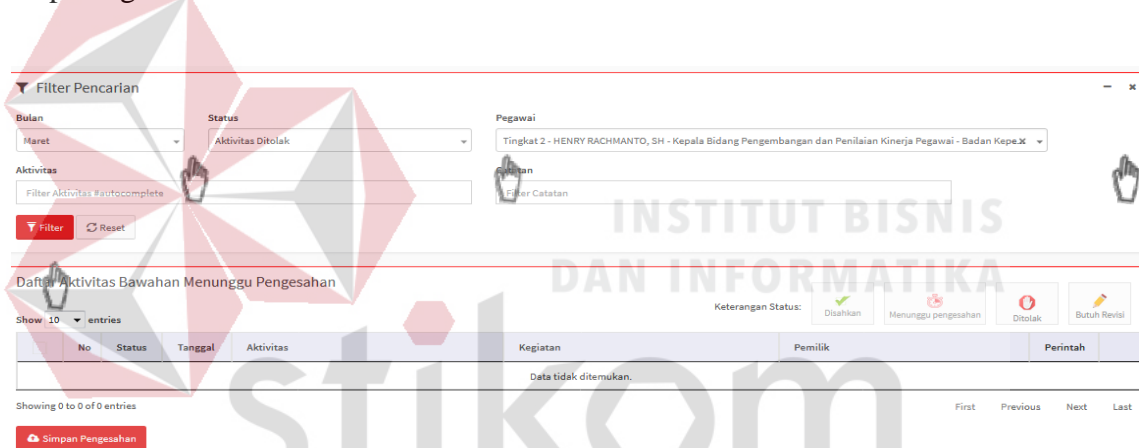 Filter Pencarian
Bulan Status Pegawai
Maret Aktivitas Ditolak Tingkat 2 - HENRY RACHMANTO, SH - Kepala Bidang Pengembangan dan Penilaian Kinerja Pegawai - Badan Kepe
Aktivitas Catatan
Filter Aktivitas #autocomplete Filter Catatan
Filter Reset
INSTITUT BISNIS
DAN INFORMATIKA
Daftar Aktivitas Bawahan Menunggu Pengesahan
Keterangan Status: Disahkan Menunggu pengesahan Ditolak Butuh Revisi
Show 10 entries
No Status Tanggal Aktivitas Kegiatan Pemilik Perintah
Data tidak ditemukan.
Showing 0 to 0 of 0 entries First Previous Next Last
Simpan Pengesahan
stikom